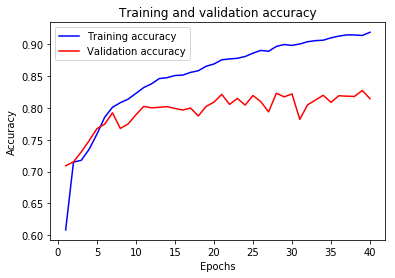 Training and validation accuracy
Training accuracy
Validation accuracy
Accuracy
0.90
0.85
0.80
0.75
0.70
0.65
0.60
0 5 10 15 20 25 30 35 40
Epochs